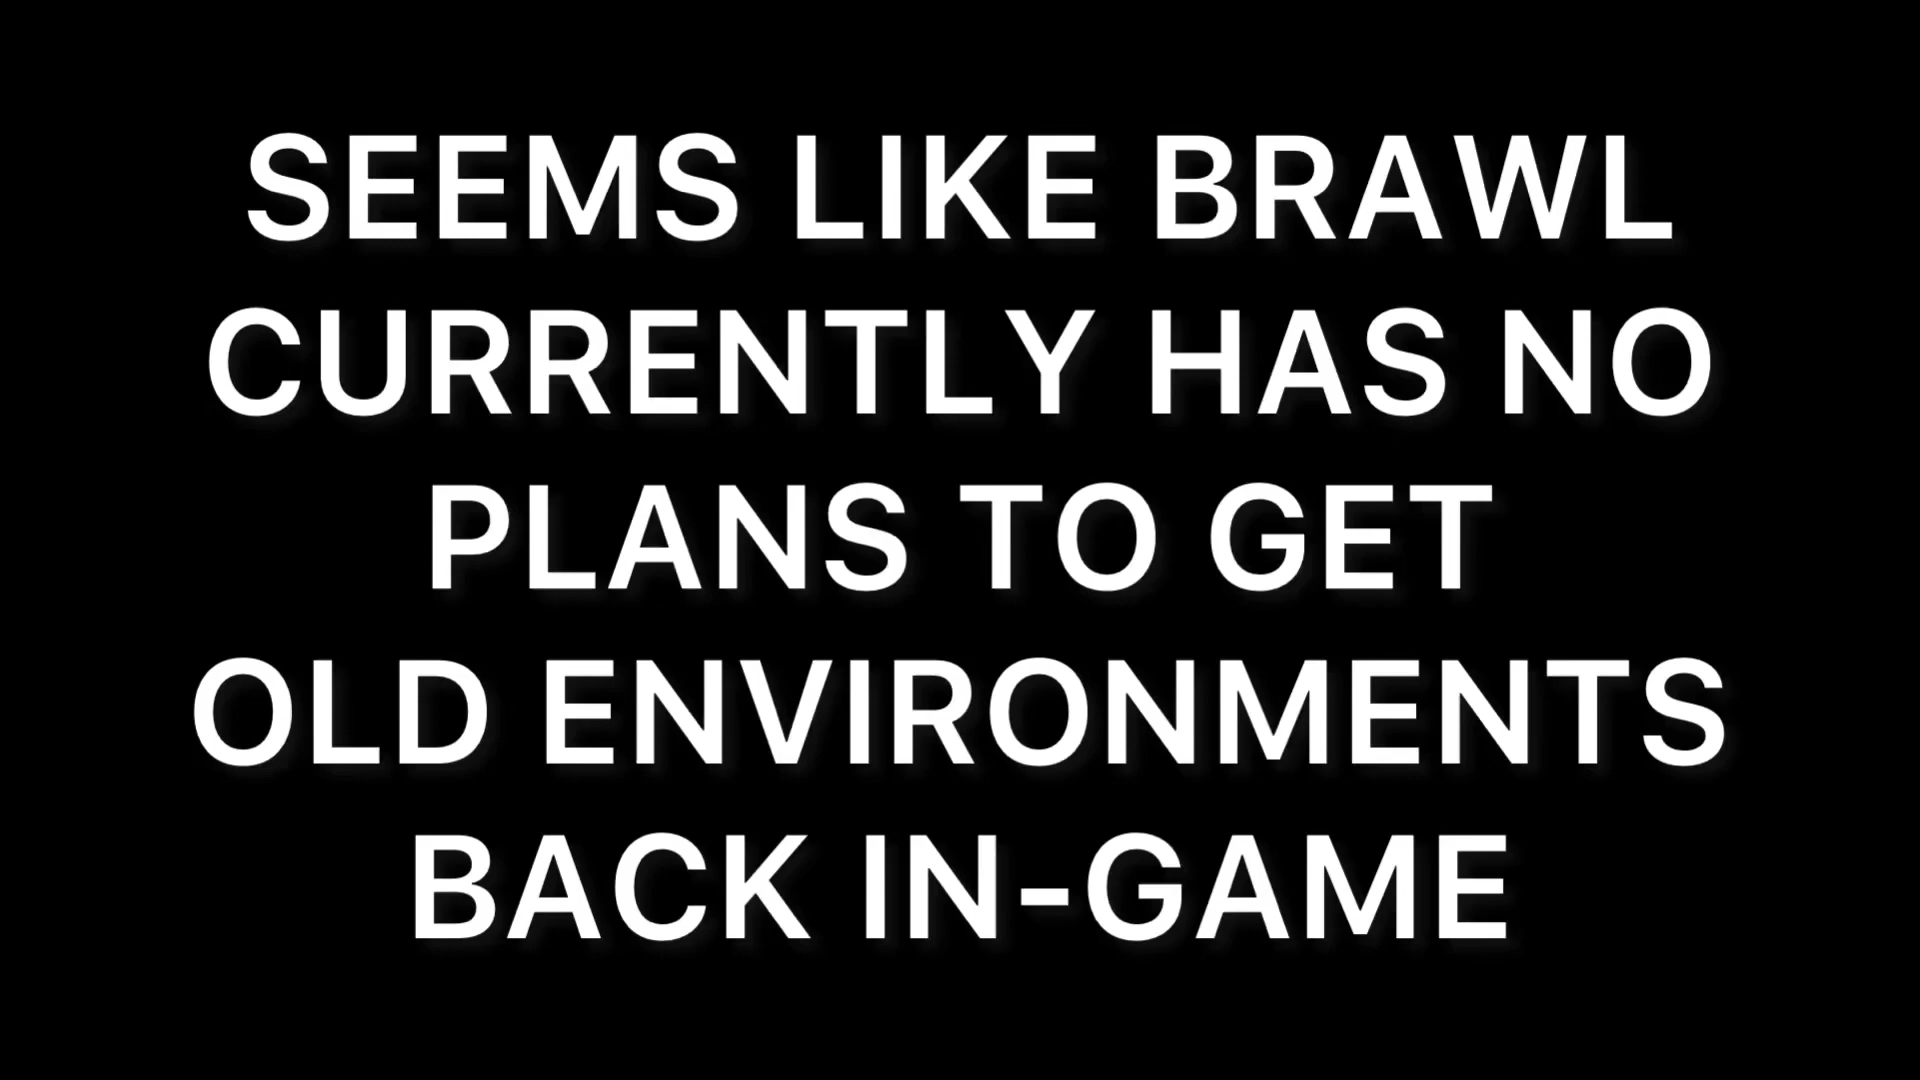 SEEMS LIKE BRAWL
CURRENTLY HAS NO
PLANS TO GET
OLD ENVIRONMENTS
BACK IN-GAME